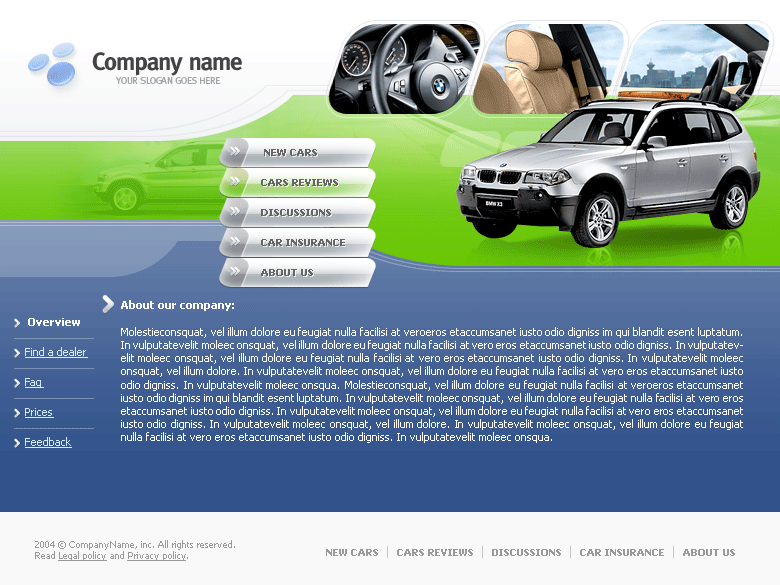 Company name
YOUR SLOGAN GOES HERE
NEW CARS
CARS REVIEWS
DISCUSSIONS
CAR INSURANCE
ABOUT US
BMW X3
Overview
Find a dealer
Faq
Prices
Feedback
About our company:
Molestieconsquat, vel illum dolore eu feugiat nulla facilisi at veroeros etaccumsanet iusto odio digniss im qui blandit esent luptatum.
In vulputatevelit moleec onsquat, vel illum dolore eu feugiat nulla facilisi at vero eros etaccumsanet iusto odio digniss. In vulputatev-
elit moleec onsquat, vel illum dolore eu feugiat nulla facilisi at vero eros etaccumsanet iusto odio digniss. In vulputatevelit moleec
onsquat, vel illum dolore. In vulputatevelit moleec onsquat, vel illum dolore eu feugiat nulla facilisi at vero eros etaccumsanet iusto
odio digniss. In vulputatevelit moleec onsqua. Molestieconsquat, vel illum dolore eu feugiat nulla facilisi at veroeros etaccumsanet
iusto odio digniss im qui blandit esent luptatum. In vulputatevelit moleec onsquat, vel illum dolore eu feugiat nulla facilisi at vero eros
etaccumsanet iusto odio digniss. In vulputatevelit moleec onsquat, vel illum dolore eu feugiat nulla facilisi at vero eros etaccumsanet
iusto odio digniss. In vulputatevelit moleec onsquat, vel illum dolore. In vulputatevelit moleec onsquat, vel illum dolore eu feugiat
nulla facilisi at vero eros etaccumsanet iusto odio digniss. In vulputatevelit moleec onsqua.
2004 © CompanyName, inc. All rights reserved.
Read Legal policy and Privacy policy.
NEW CARS | CARS REVIEWS | DISCUSSIONS | CAR INSURANCE | ABOUT US